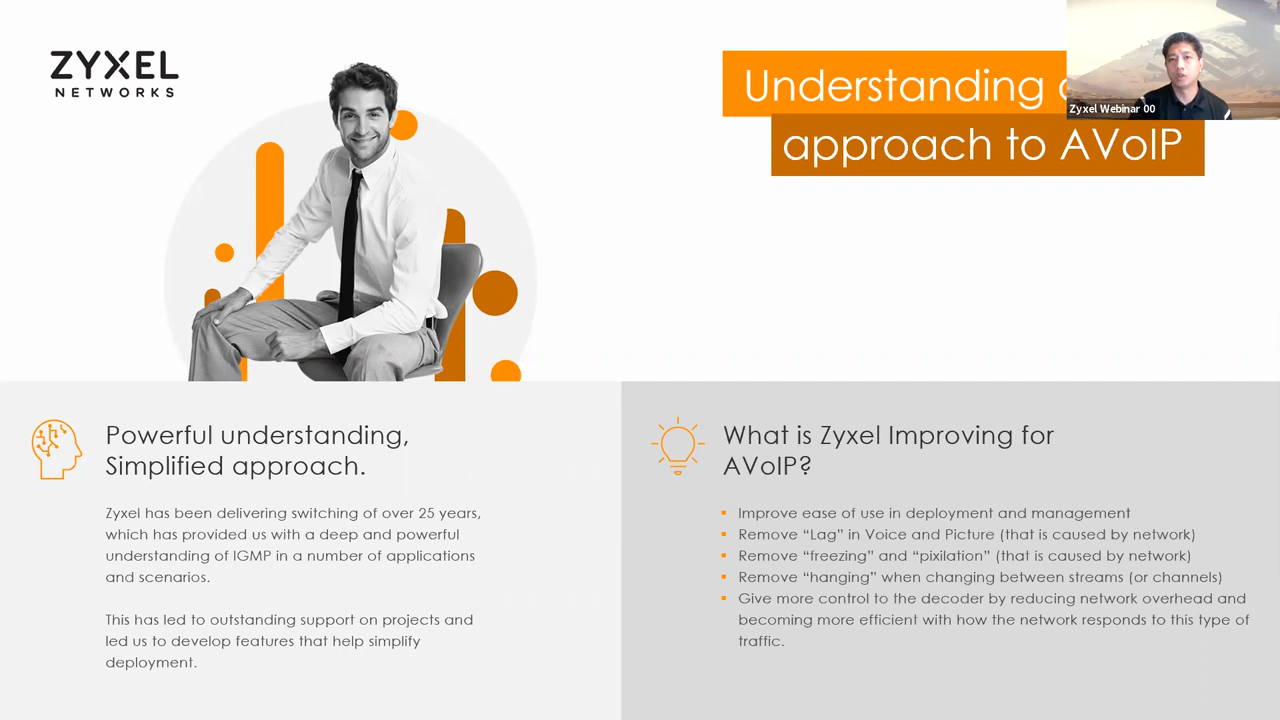 ZYXEL
NETWORKS
Understanding
approach to AVoIP
Zyxel Webinar 00
Powerful understanding,
Simplified approach.
Zyxel has been delivering switching of over 25 years,
which has provided us with a deep and powerful
understanding of IGMP in a number of applications
and scenarios.
This has led to outstanding support on projects and
led us to develop features that help simplify
deployment.
What is Zyxel Improving for
AVoIP?
Improve ease of use in deployment and management
Remove “Lag” in Voice and Picture (that is caused by network)
Remove “freezing” and “pixilation” (that is caused by network)
Remove “hanging” when changing between streams (or channels)
Give more control to the decoder by reducing network overhead and
becoming more efficient with how the network responds to this type of
traffic.